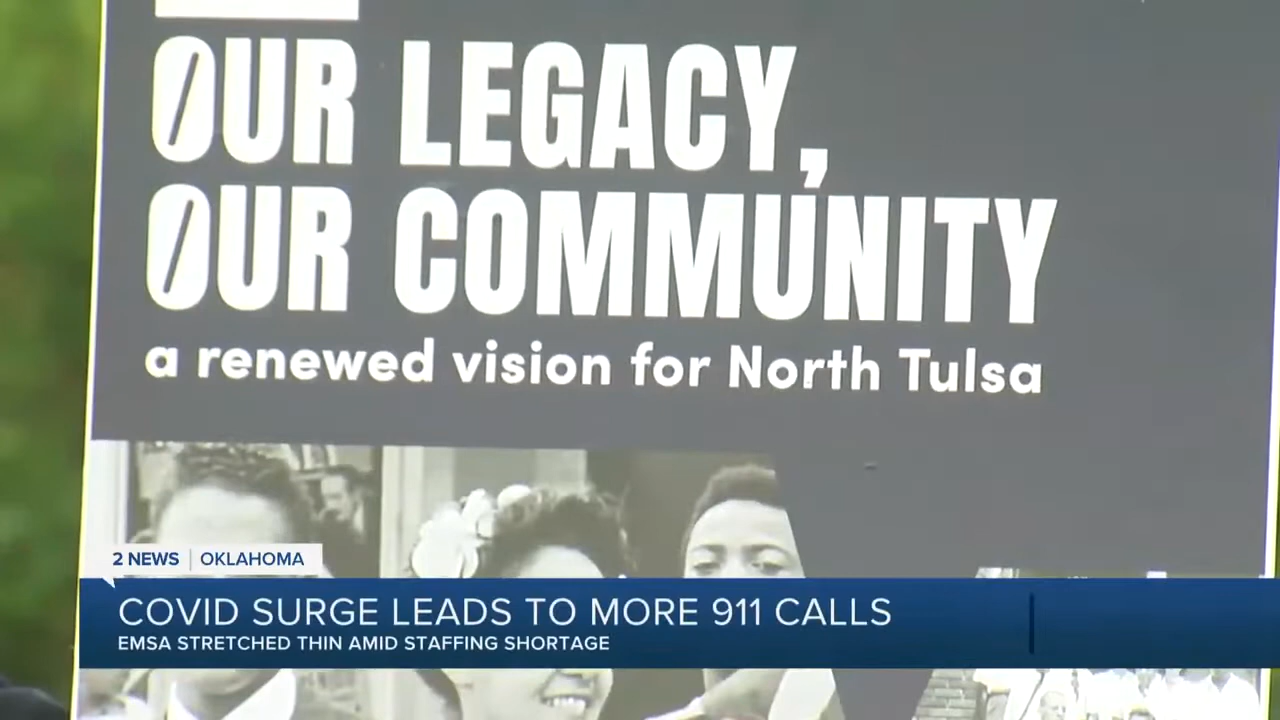 OUR LEGACY,
OUR COMMUNITY
a renewed vision for North Tulsa
2 NEWS | OKLAHOMA
COVID SURGE LEADS TO MORE 911 CALLS
EMSA STRETCHED THIN AMID STAFFING SHORTAGE